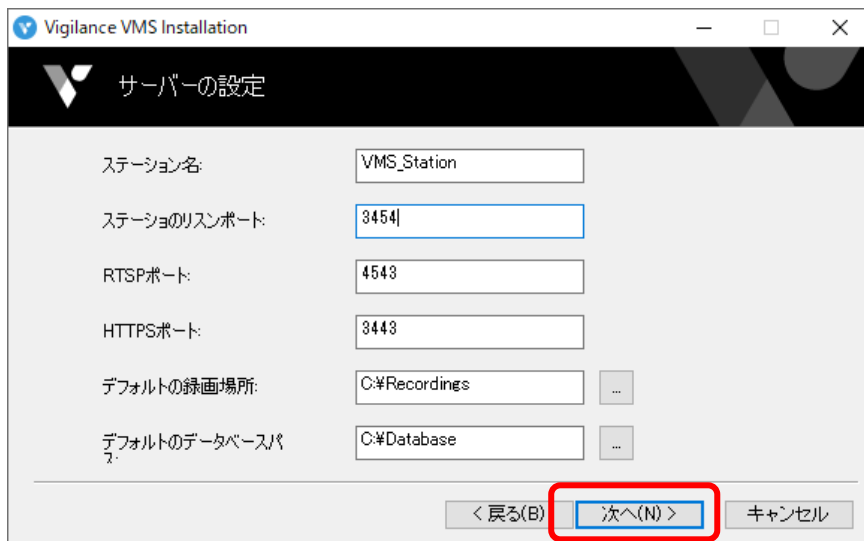 Vigilance VMS Installation
サーバーの設定
ステーション名:
VMS_Station
ステーショのリスンポート:
3454
RTSPポート:
4543
HTTPSポート:
3443
デフォルトの録画場所:
C:¥Recordings
...
デフォルトのデータベースパ
ス:
C:¥Database
...
< 戻る(B)
次へ(N) >
キャンセル